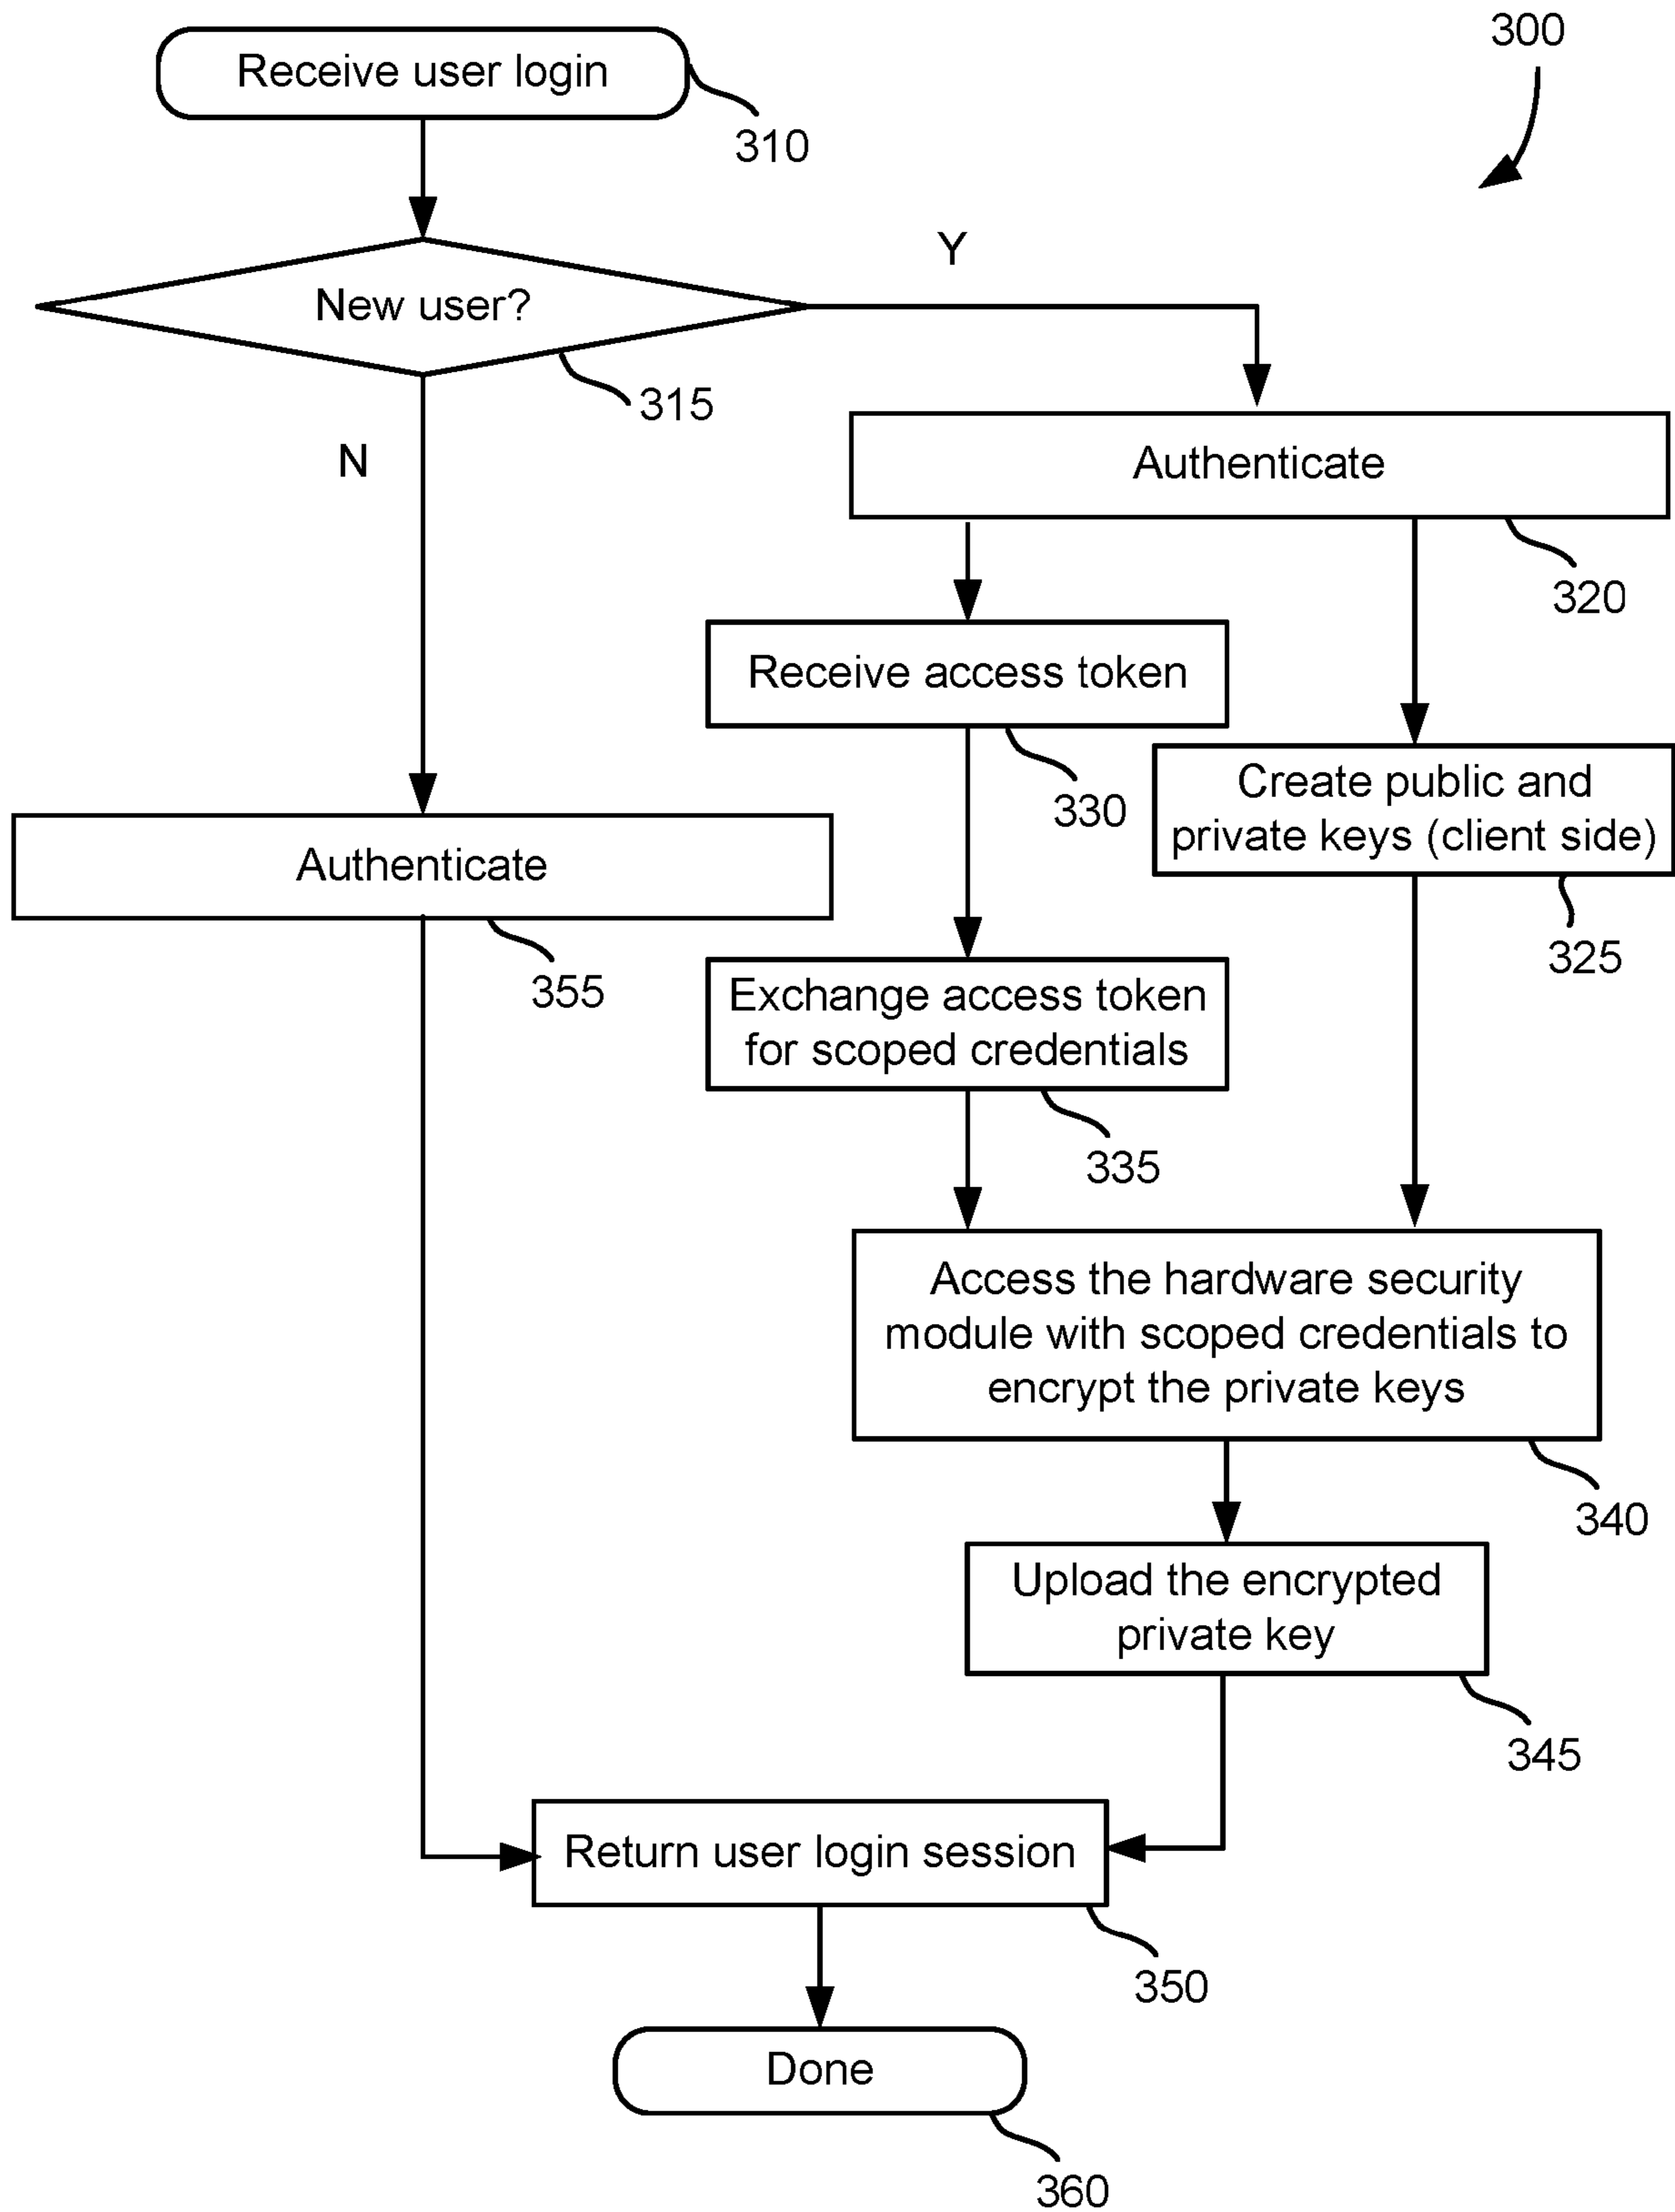 300
Receive user login
310
Y
New user?
315
N
Authenticate
320
Receive access token
330
Create public and
private keys (client side)
325
Authenticate
355
Exchange access token
for scoped credentials
335
Access the hardware security
module with scoped credentials to
encrypt the private keys
340
Upload the encrypted
private key
345
Return user login session
350
Done
360